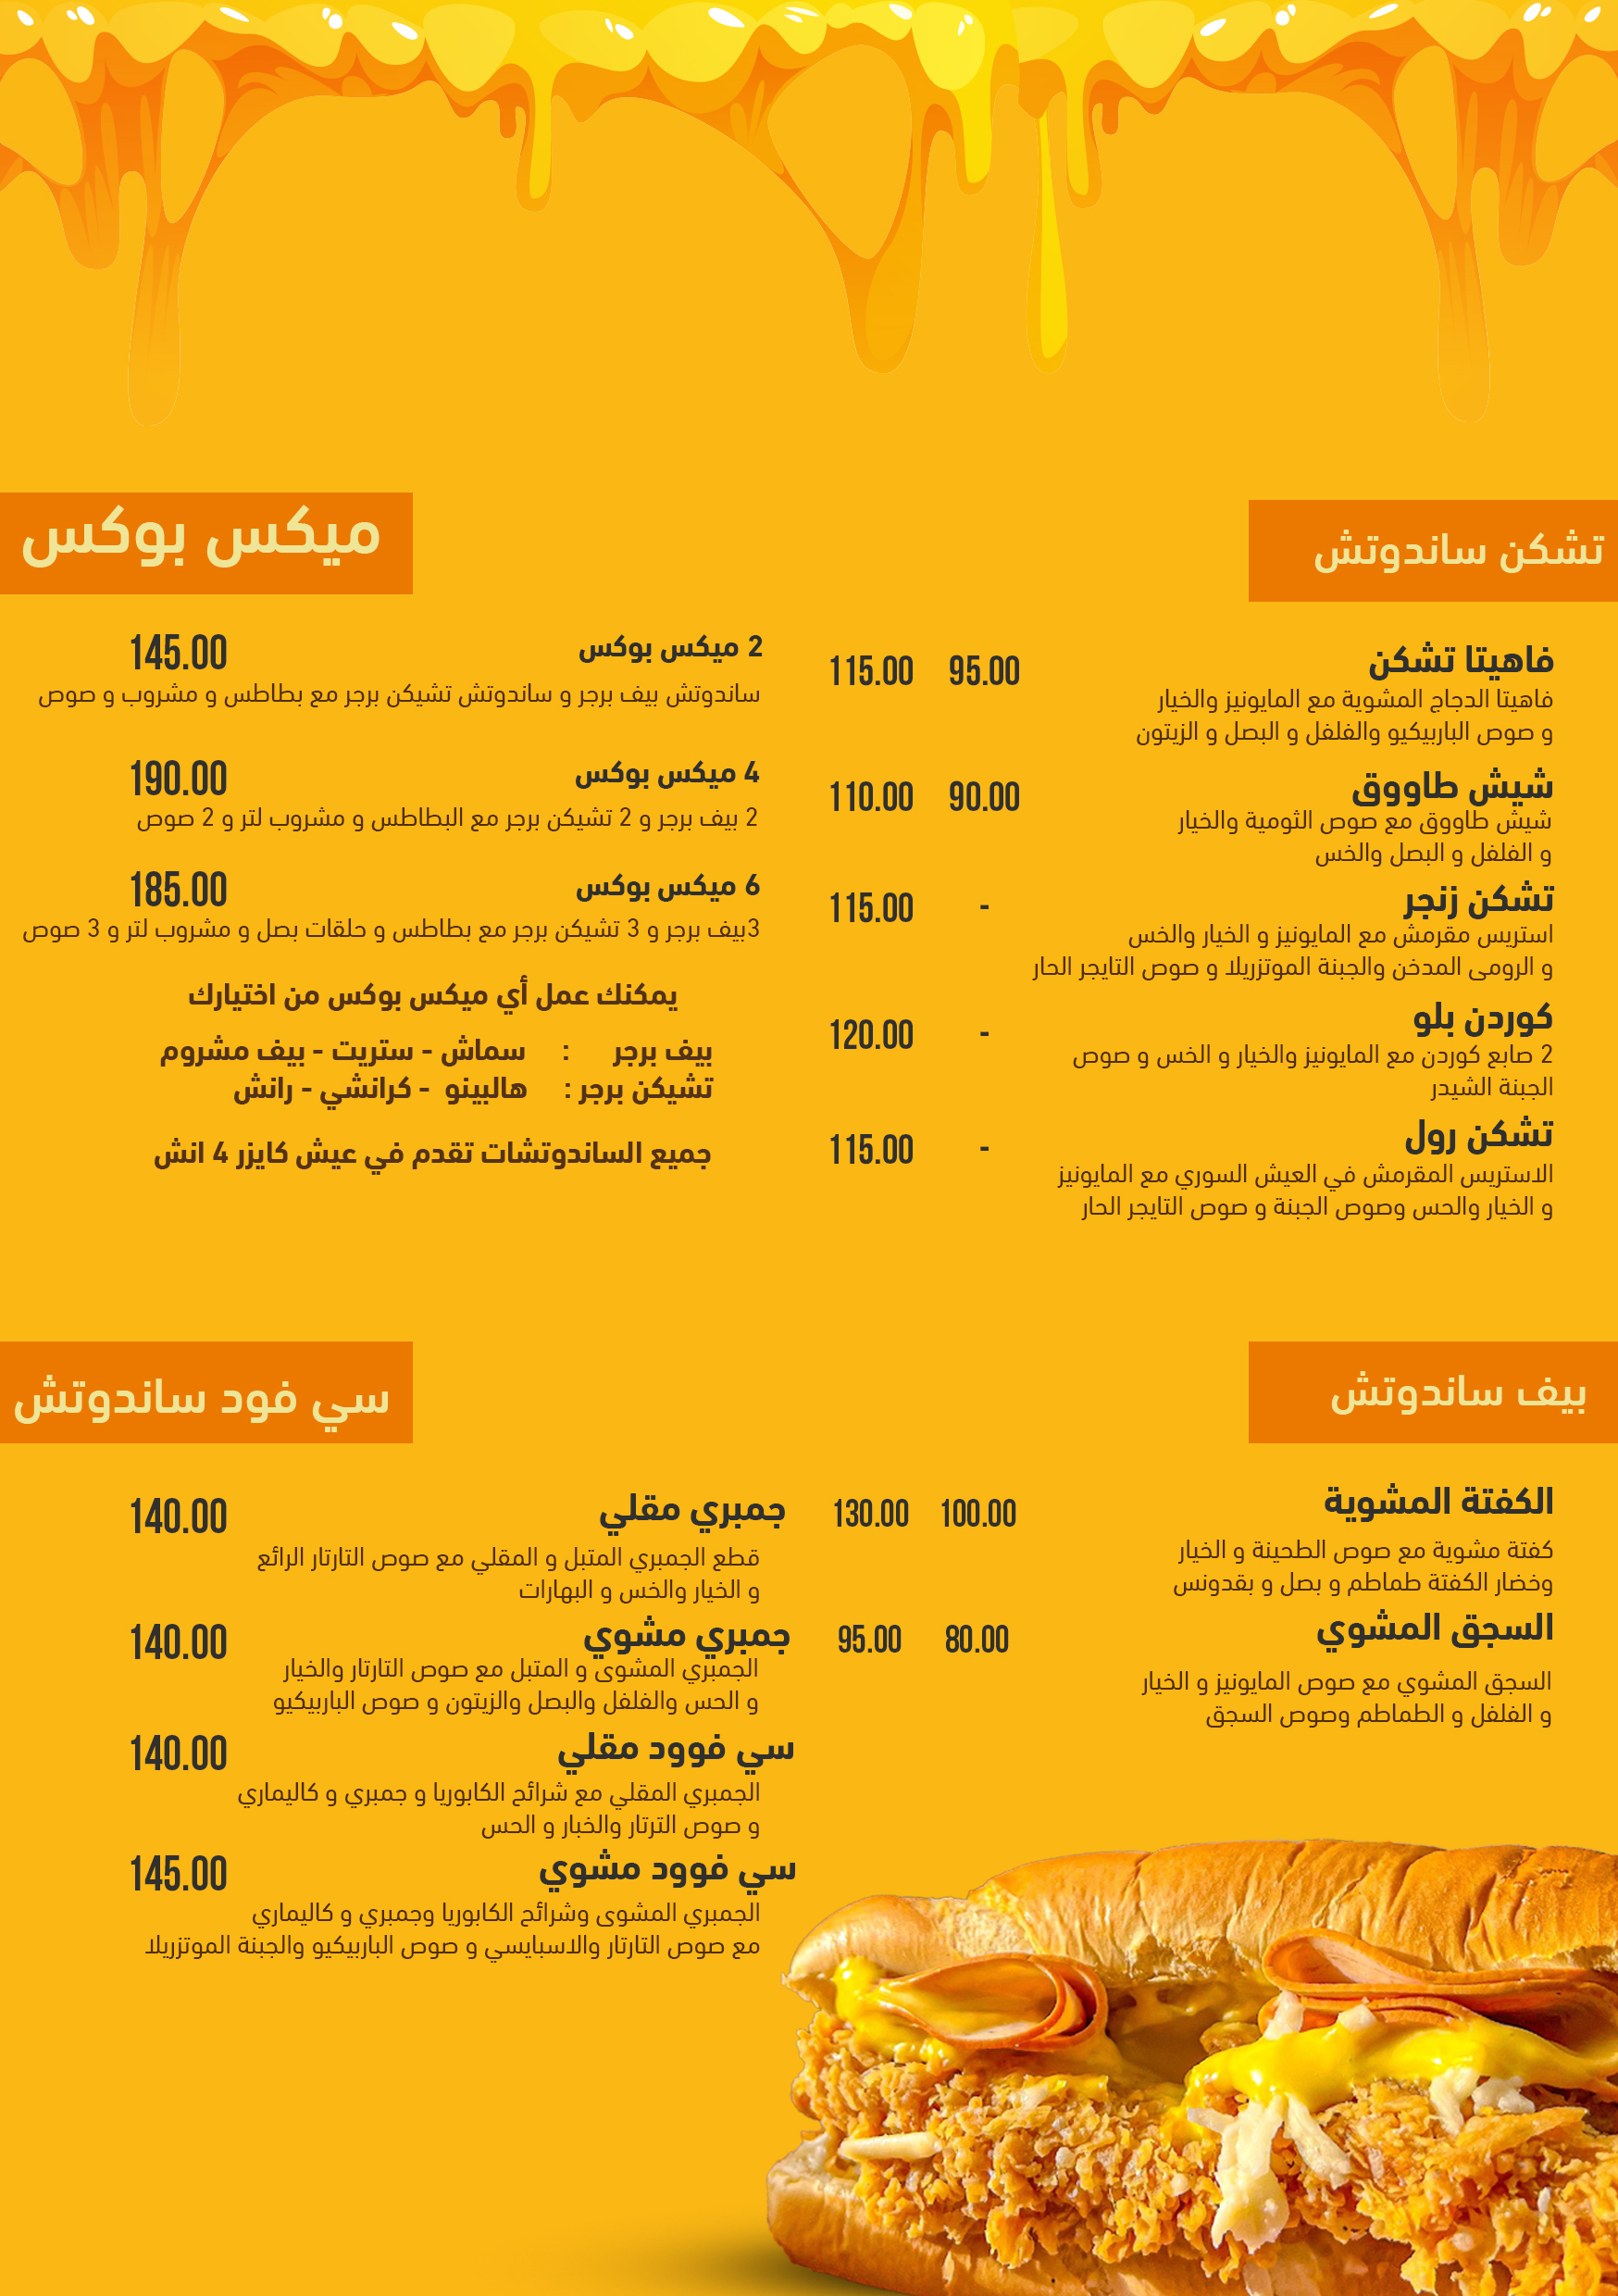 تشكن ساندوتش
فاهيتا تشكن
95.00 115.00
فاهيتا الدجاج المشوية مع المايونيز والخيار
و صوص الباربيكيو والفلفل و البصل و الزيتون
شيش طاووق
90.00 110.00
شيش طاووق مع صوص الثومية والخيار
و الفلفل و البصل والخس
تشكن زنجر
- 115.00
استريس مقرمش مع المايونيز و الخيار والخس
و الرومى المدخن والجبنة الموتزريلا و صوص التايجر الحار
كوردن بلو
- 120.00
2 صابع كوردن مع المايونيز والخيار و الخس و صوص
الجبنة الشيدر
تشكن رول
- 115.00
الاستريس المقرمش في العيش السوري مع المايونيز
و الخيار والحس وصوص الجبنة و صوص التايجر الحار
ميكس بوكس
2 ميكس بوكس
145.00
ساندوتش بيف برجر و ساندوتش تشيكن برجر مع بطاطس و مشروب و صوص
4 ميكس بوكس
190.00
2 بيف برجر و 2 تشيكن برجر مع البطاطس و مشروب لتر و 2 صوص
6 ميكس بوكس
185.00
3بيف برجر و 3 تشيكن برجر مع بطاطس و حلقات بصل و مشروب لتر و 3 صوص
يمكنك عمل أي ميكس بوكس من اختيارك
بيف برجر : سماش - ستريت - بيف مشروم
تشيكن برجر : هالبينو - كرانشي - رانش
جميع الساندوتشات تقدم في عيش كايزر 4 انش
بيف ساندوتش
الكفتة المشوية
100.00 130.00
كفتة مشوية مع صوص الطحينة و الخيار
وخضار الكفتة طماطم و بصل و بقدونس
السجق المشوي
80.00 95.00
السجق المشوي مع صوص المايونيز و الخيار
و الفلفل و الطماطم وصوص السجق
سي فود ساندوتش
جمبري مقلي
140.00
قطع الجمبري المتبل و المقلي مع صوص التارتار الرائع
و الخيار والخس و البهارات
جمبري مشوي
140.00
الجمبري المشوى و المتبل مع صوص التارتار والخيار
و الحس والفلفل والبصل والزيتون و صوص الباربيكيو
سي فوود مقلي
140.00
الجمبري المقلي مع شرائح الكابوريا و جمبري و كاليماري
و صوص الترتار والخبار و الحس
سي فوود مشوي
145.00
الجمبري المشوى وشرائح الكابوريا وجمبري و كاليماري
مع صوص التارتار والاسبايسي و صوص الباربيكيو والجبنة الموتزريلا